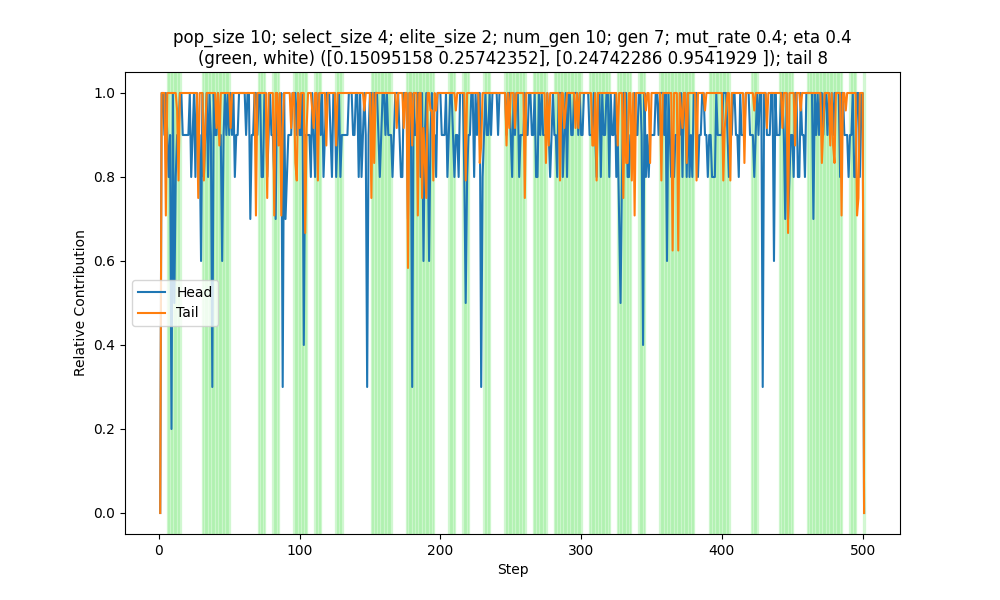 pop_size 10; select_size 4; elite_size 2; num_gen 10; gen 7; mut_rate 0.4; eta 0.4
(green, white) ([0.15095158 0.25742352], [0.24742286 0.9541929 ]); tail 8
1.0
0.8
0.6
0.4
0.2
0.0
Relative Contribution
Head
Tail
0
100
200
300
400
500
Step